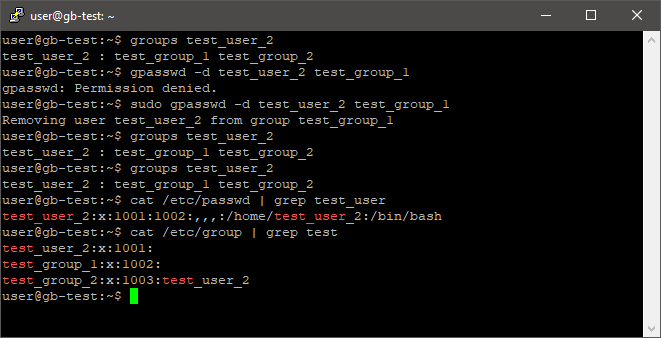 user@gb-test: ~
user@gb-test:~$ groups test_user_2
test_user_2 : test_group_1 test_group_2
user@gb-test:~$ gpasswd -d test_user_2 test_group_1
gpasswd: Permission denied.
user@gb-test:~$ sudo gpasswd -d test_user_2 test_group_1
Removing user test_user_2 from group test_group_1
user@gb-test:~$ groups test_user_2
test_user_2 : test_group_1 test_group_2
user@gb-test:~$ groups test_user_2
test_user_2 : test_group_1 test_group_2
user@gb-test:~$ cat /etc/passwd | grep test_user
test_user_2:x:1001:1002:,,,:/home/test_user_2:/bin/bash
user@gb-test:~$ cat /etc/group | grep test
test_user_2:x:1001:
test_group_1:x:1002:
test_group_2:x:1003:test_user_2
user@gb-test:~$